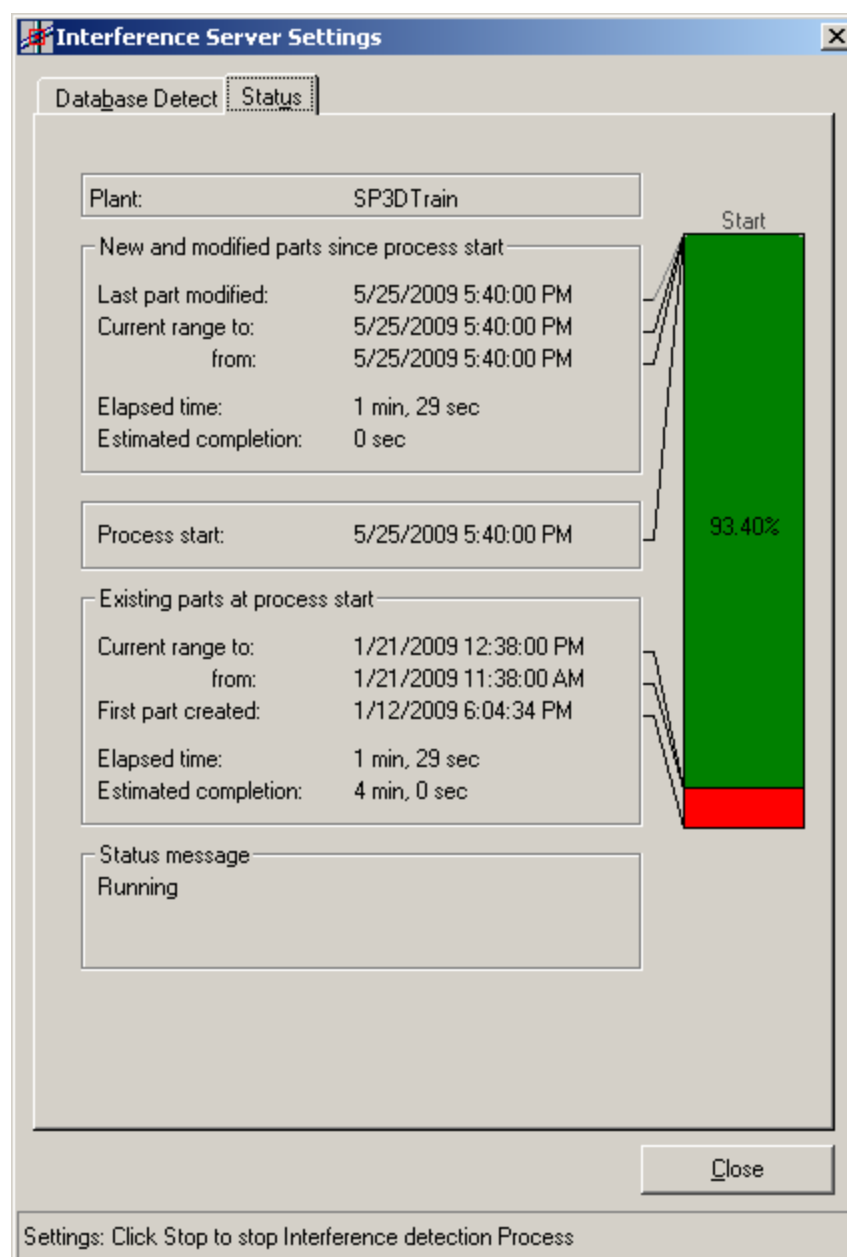 Interference Server Settings
Database Detect Status
Plant: SP3DTrain
Start
New and modified parts since process start
Last part modified: 5/25/2009 5:40:00 PM
Current range to: 5/25/2009 5:40:00 PM
from: 5/25/2009 5:40:00 PM
Elapsed time: 1 min, 29 sec
Estimated completion: 0 sec
Process start: 5/25/2009 5:40:00 PM
93.40%
Existing parts at process start
Current range to: 1/21/2009 12:38:00 PM
from: 1/21/2009 11:38:00 AM
First part created: 1/12/2009 6:04:34 PM
Elapsed time: 1 min, 29 sec
Estimated completion: 4 min, 0 sec
Status message
Running
Close
Settings: Click Stop to stop Interference detection Process